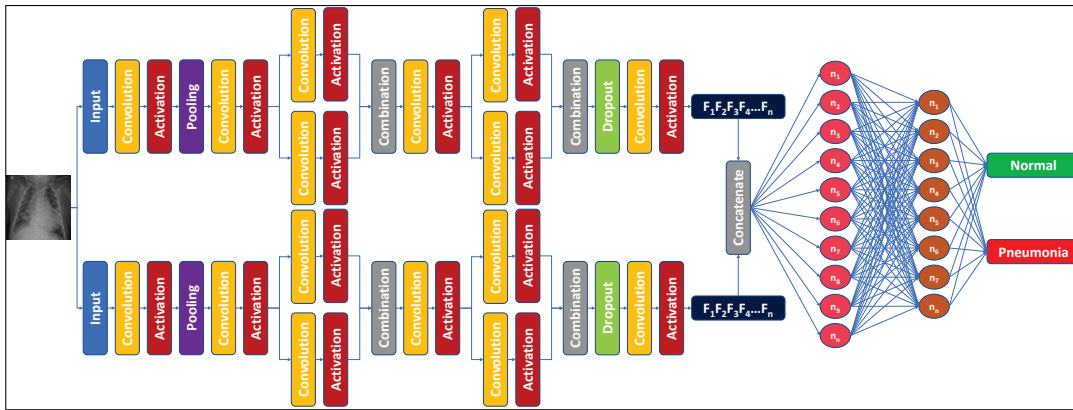 Input
Convolution
Activation
Pooling
Convolution
Activation
Convolution
Activation
Convolution
Activation
Combination
Convolution
Activation
Convolution
Activation
Convolution
Activation
Combination
Dropout
Convolution
Activation
F₁F₂F₃F₄...Fₙ
Input
Convolution
Activation
Pooling
Convolution
Activation
Convolution
Activation
Convolution
Activation
Combination
Convolution
Activation
Convolution
Activation
Convolution
Activation
Combination
Dropout
Convolution
Activation
F₁F₂F₃F₄...Fₙ
Concatenate
n₁
n₂
n₃
n₄
n₅
n₆
n₇
n₈
n₉
nₙ
n₁
n₂
n₃
n₄
n₅
n₆
n₇
nₙ
Normal
Pneumonia